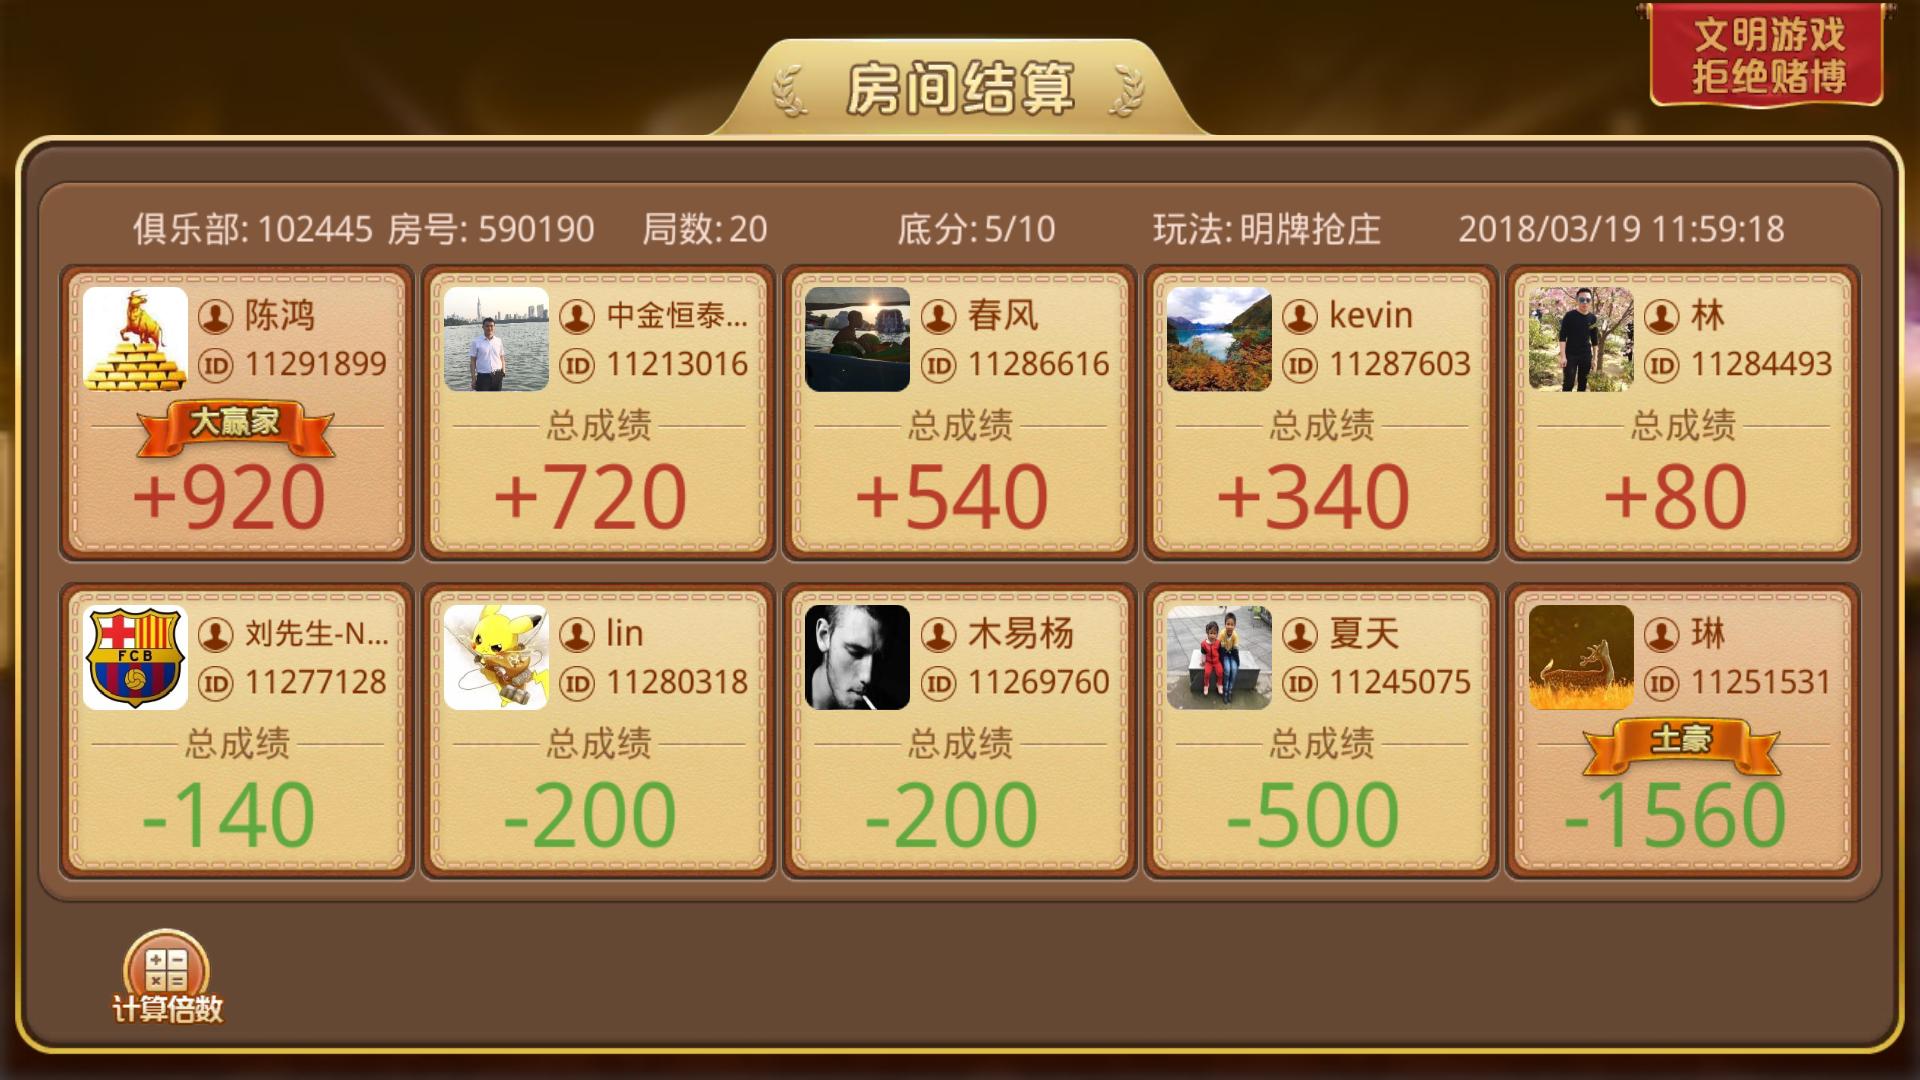 文明游戏
拒绝赌博
房间结算
俱乐部: 102445 房号: 590190 局数: 20 底分: 5/10 玩法: 明牌抢庄 2018/03/19 11:59:18
陈鸿
ID 11291899
大赢家
+920
中金恒泰...
ID 11213016
总成绩
+720
春风
ID 11286616
总成绩
+540
kevin
ID 11287603
总成绩
+340
林
ID 11284493
总成绩
+80
FCB
刘先生-N...
ID 11277128
总成绩
-140
lin
ID 11280318
总成绩
-200
木易杨
ID 11269760
总成绩
-200
夏天
ID 11245075
总成绩
-500
琳
ID 11251531
土豪
-1560
计算倍数